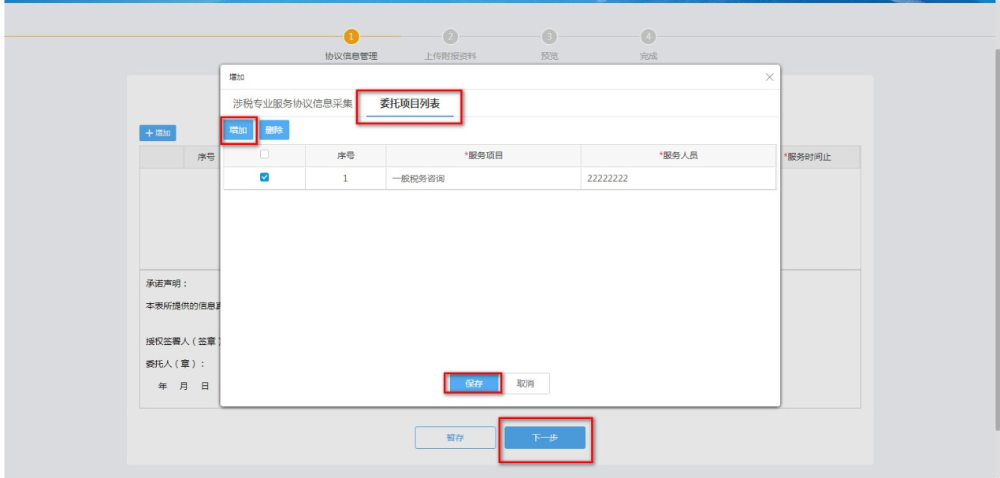 1 2 3 4
协议信息管理 上传附报资料 预览 完成
增加
涉税专业服务协议信息采集 委托项目列表
+ 增加
增加 删除
序号 序号 *服务项目 *服务人员 *服务时间止
1 一般税务咨询 22222222
承诺声明：
本表所提供的信息
授权签署人（签章
委托人（章）：
年 月 日
保存 取消
暂存 下一步